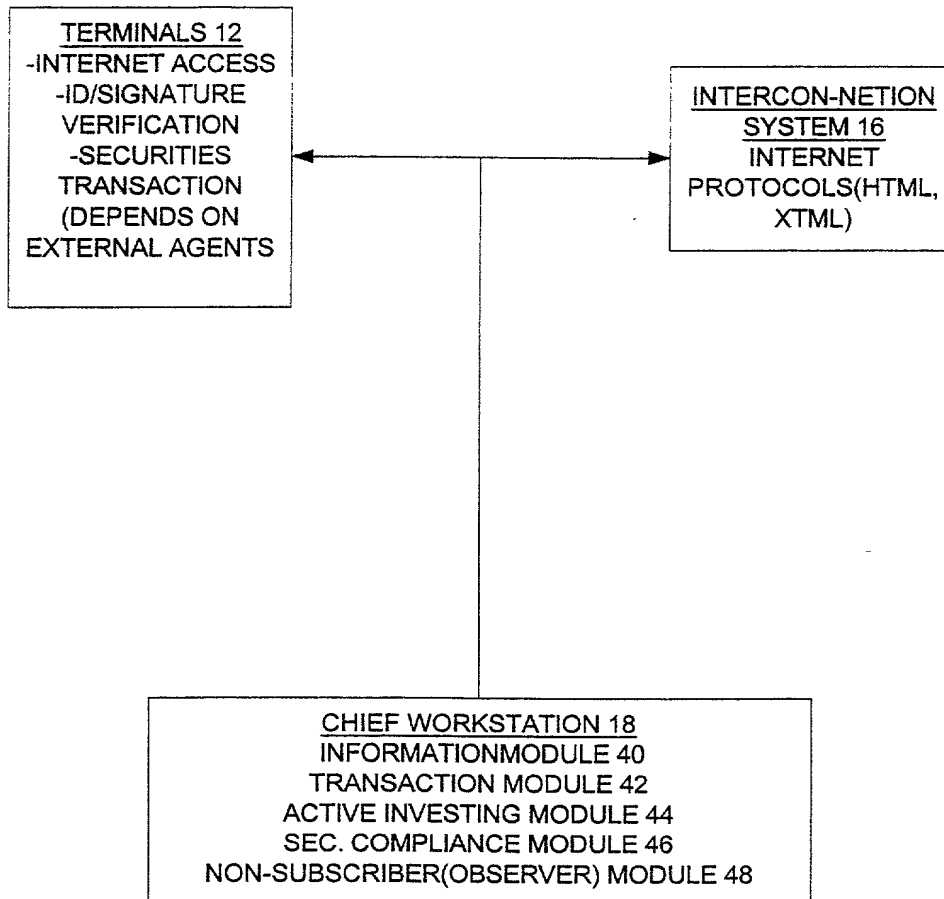 TERMINALS 12
-INTERNET ACCESS
-ID/SIGNATURE
VERIFICATION
-SECURITIES
TRANSACTION
(DEPENDS ON
EXTERNAL AGENTS
INTERCON-NETION
SYSTEM 16
INTERNET
PROTOCOLS(HTML,
XTML)
CHIEF WORKSTATION 18
INFORMATIONMODULE 40
TRANSACTION MODULE 42
ACTIVE INVESTING MODULE 44
SEC. COMPLIANCE MODULE 46
NON-SUBSCRIBER(OBSERVER) MODULE 48